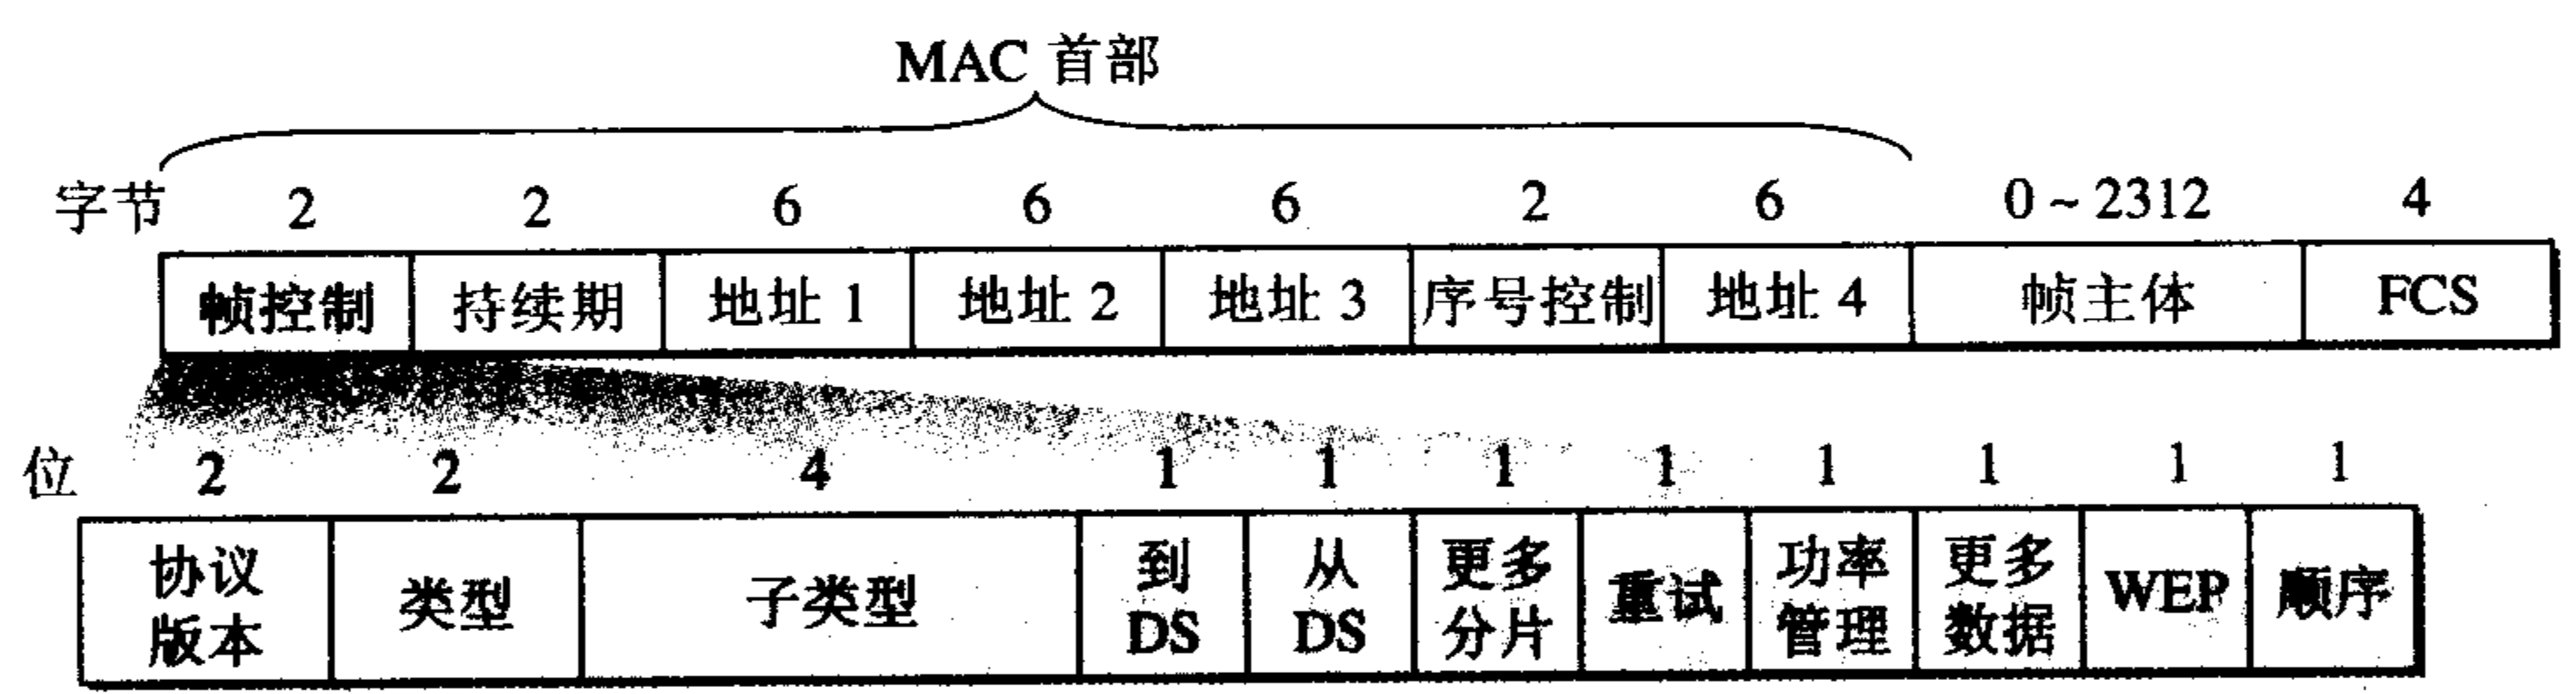 MAC 首部
字节 2 2 6 6 6 2 6 0 ~ 2312 4
帧控制 持续期 地址 1 地址 2 地址 3 序号控制 地址 4 帧主体 FCS
位 2 2 4 1 1 1 1 1 1 1 1
协议版本 类型 子类型 到DS 从DS 更多分片 重试 功率管理 更多数据 WEP 顺序